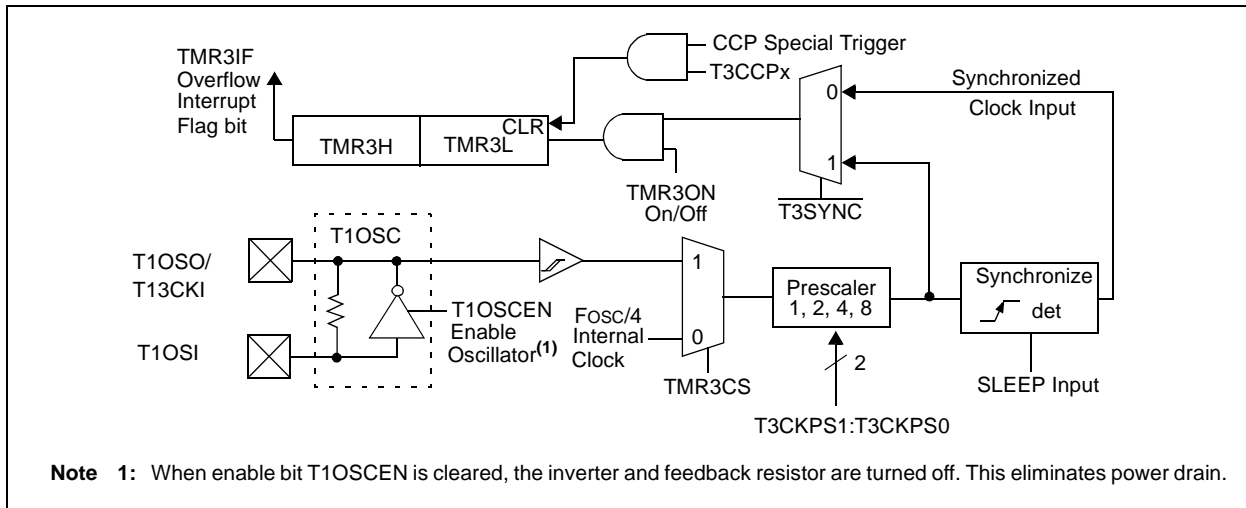 TMR3IF
Overflow
Interrupt
Flag bit
CCP Special Trigger
T3CCPx
CLR
TMR3H
TMR3L
TMR3ON
On/Off
0
1
T3SYNC
Synchronized
Clock Input
T1OSC
T1OSO/
T13CKI
T1OSI
T1OSCEN
Enable
Oscillator(1)
FOSC/4
Internal
Clock
1
0
TMR3CS
Prescaler
1, 2, 4, 8
2
T3CKPS1:T3CKPS0
Synchronize
det
SLEEP Input
Note 1: When enable bit T1OSCEN is cleared, the inverter and feedback resistor are turned off. This eliminates power drain.